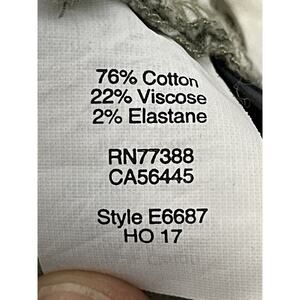 76% Cotton
22% Viscose
2% Elastane
RN77388
CA56445
Style E6687
HO 17